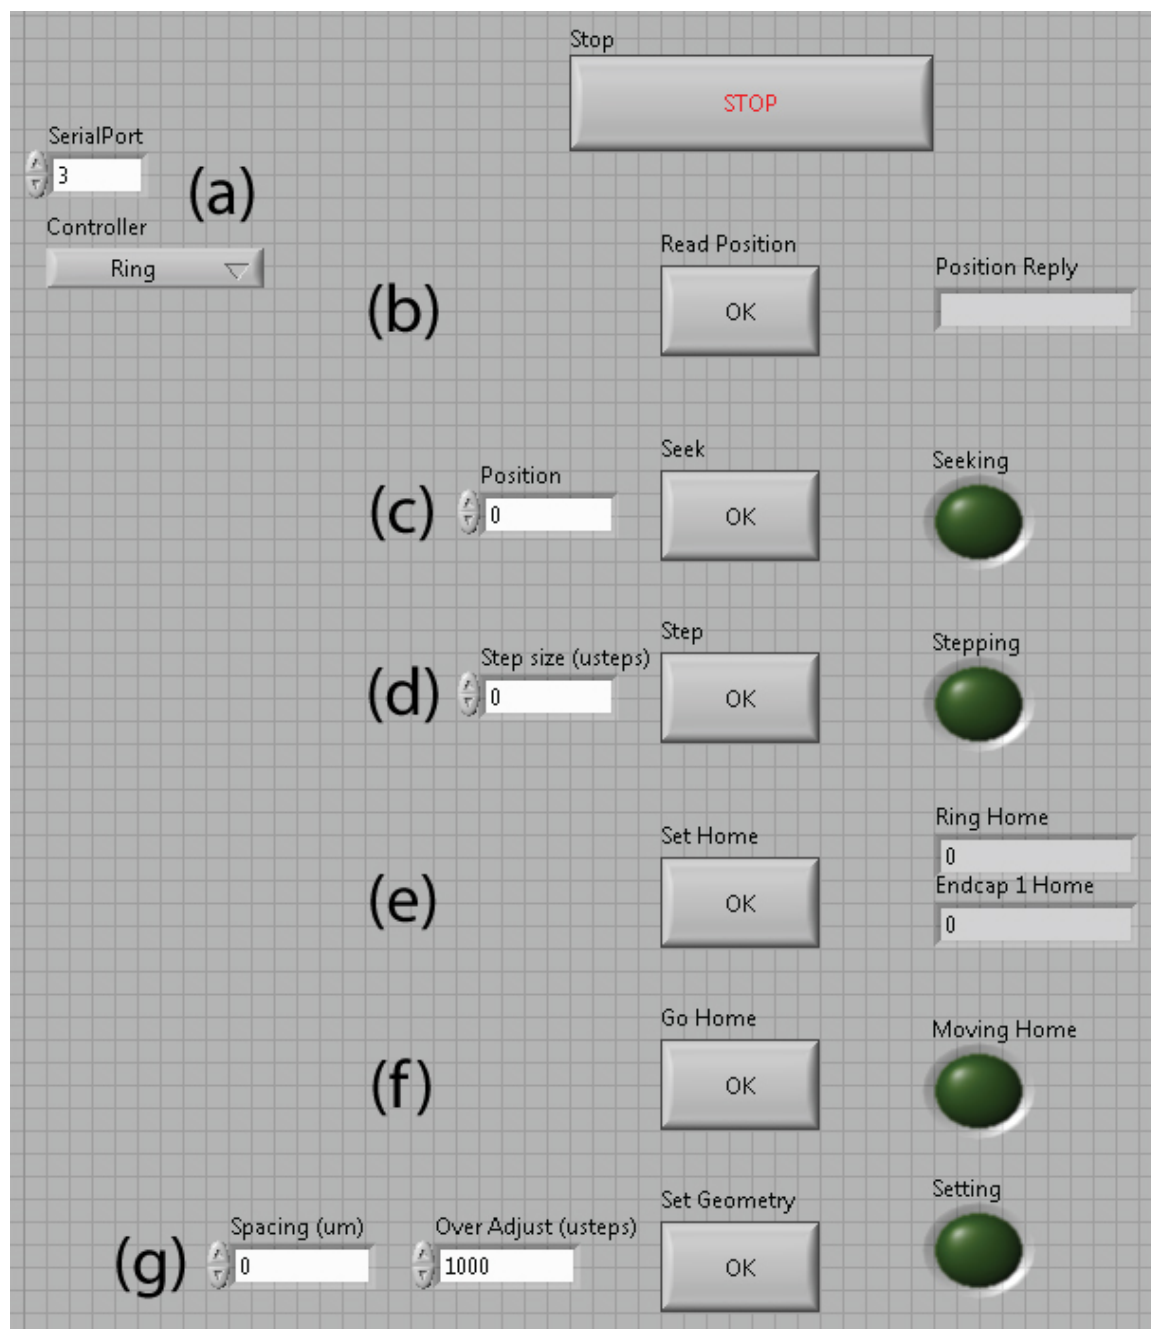 Stop
STOP
SerialPort
3
(a)
Controller
Ring
(b)
Read Position
OK
Position Reply
(c)
Position
0
Seek
OK
Seeking
(d)
Step size (usteps)
0
Step
OK
Stepping
(e)
Set Home
OK
Ring Home
0
Endcap 1 Home
0
(f)
Go Home
OK
Moving Home
(g)
Spacing (um)
0
Over Adjust (usteps)
1000
Set Geometry
OK
Setting